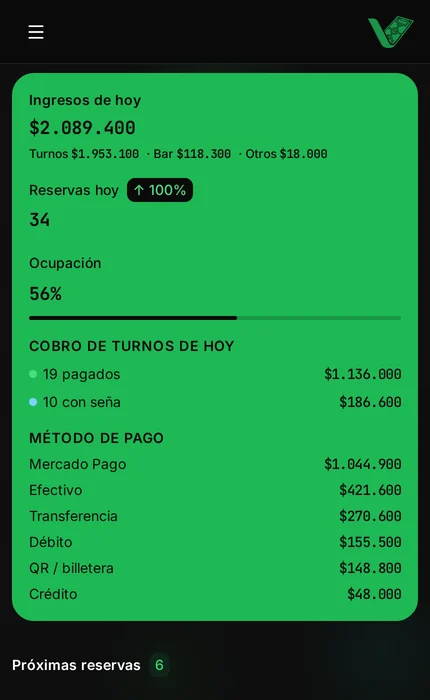 Ingresos de hoy
$2.089.400
Turnos $1.953.100 · Bar $118.300 · Otros $18.000
Reservas hoy ↑ 100%
34
Ocupación
56%
COBRO DE TURNOS DE HOY
19 pagados $1.136.000
10 con seña $186.600
MÉTODO DE PAGO
Mercado Pago $1.044.900
Efectivo $421.600
Transferencia $270.600
Débito $155.500
QR / billetera $148.800
Crédito $48.000
Próximas reservas 6